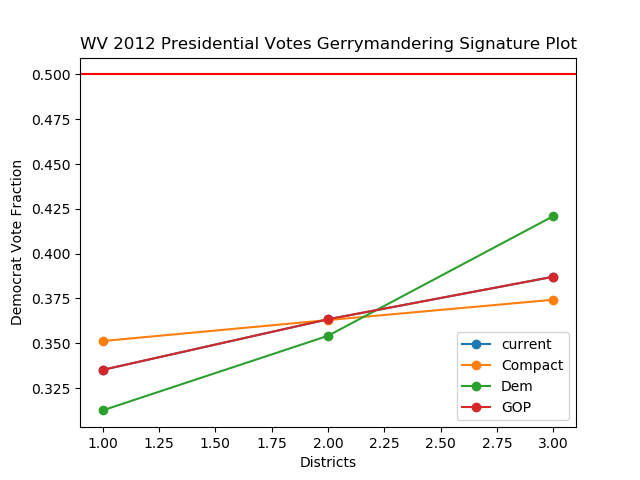 WV 2012 Presidential Votes Gerrymandering Signature Plot
0.500
0.475
0.450
0.425
0.400
0.375
0.350
0.325
Democrat Vote Fraction
current
Compact
Dem
GOP
1.00 1.25 1.50 1.75 2.00 2.25 2.50 2.75 3.00
Districts